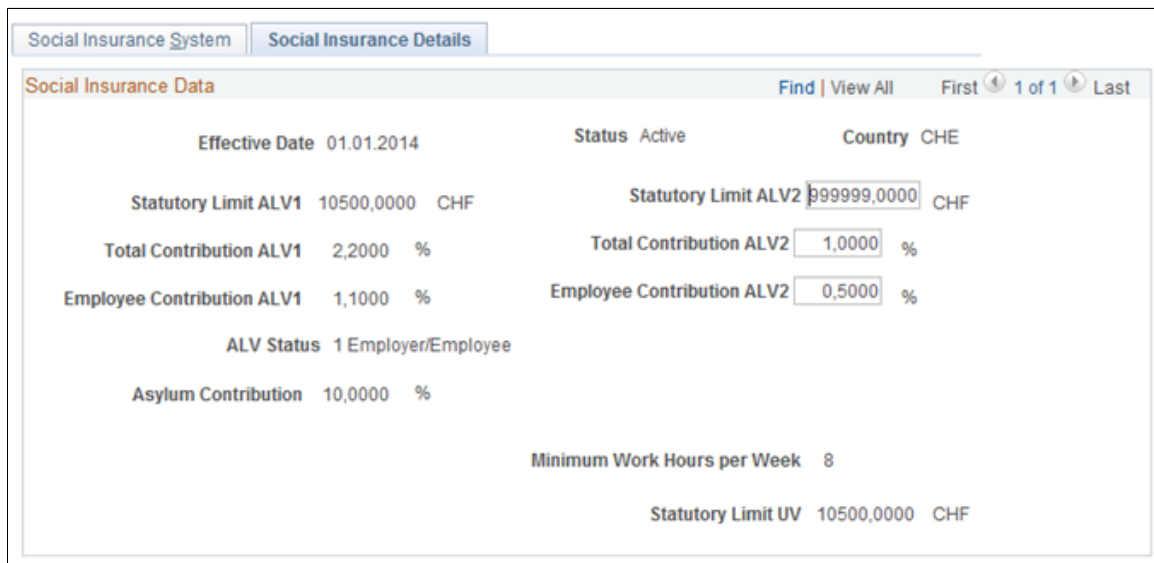 Social Insurance System Social Insurance Details
Social Insurance Data Find | View All First 1 of 1 Last
Effective Date 01.01.2014 Status Active Country CHE
Statutory Limit ALV1 10500,0000 CHF Statutory Limit ALV2 999999,0000 CHF
Total Contribution ALV1 2,2000 % Total Contribution ALV2 1,0000 %
Employee Contribution ALV1 1,1000 % Employee Contribution ALV2 0,5000 %
ALV Status 1 Employer/Employee
Asylum Contribution 10,0000 %
Minimum Work Hours per Week 8
Statutory Limit UV 10500,0000 CHF